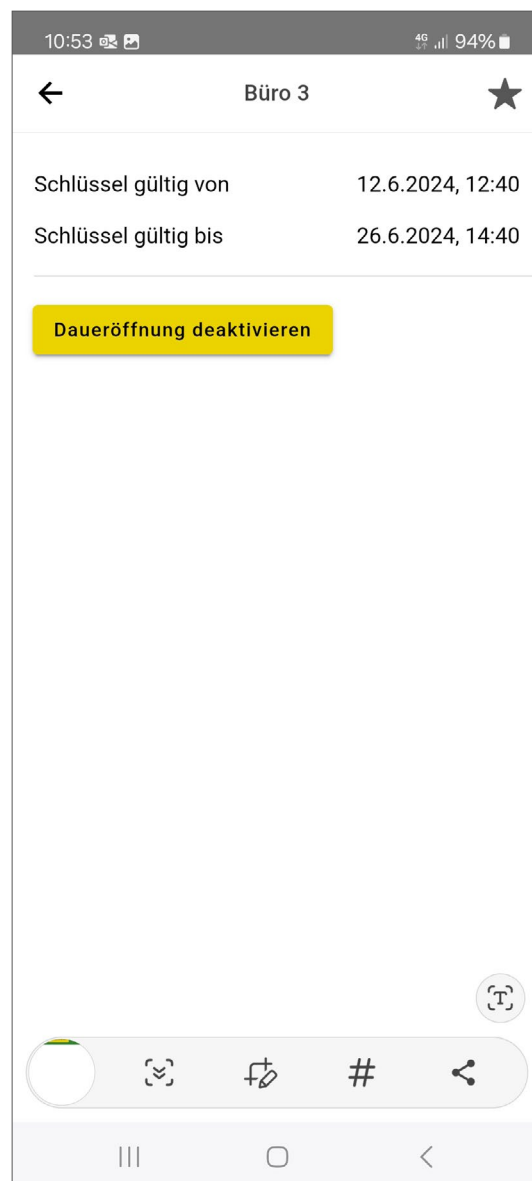 10:53 4G 94%
Büro 3
Schlüssel gültig von 12.6.2024, 12:40
Schlüssel gültig bis 26.6.2024, 14:40
Daueröffnung deaktivieren
T
#